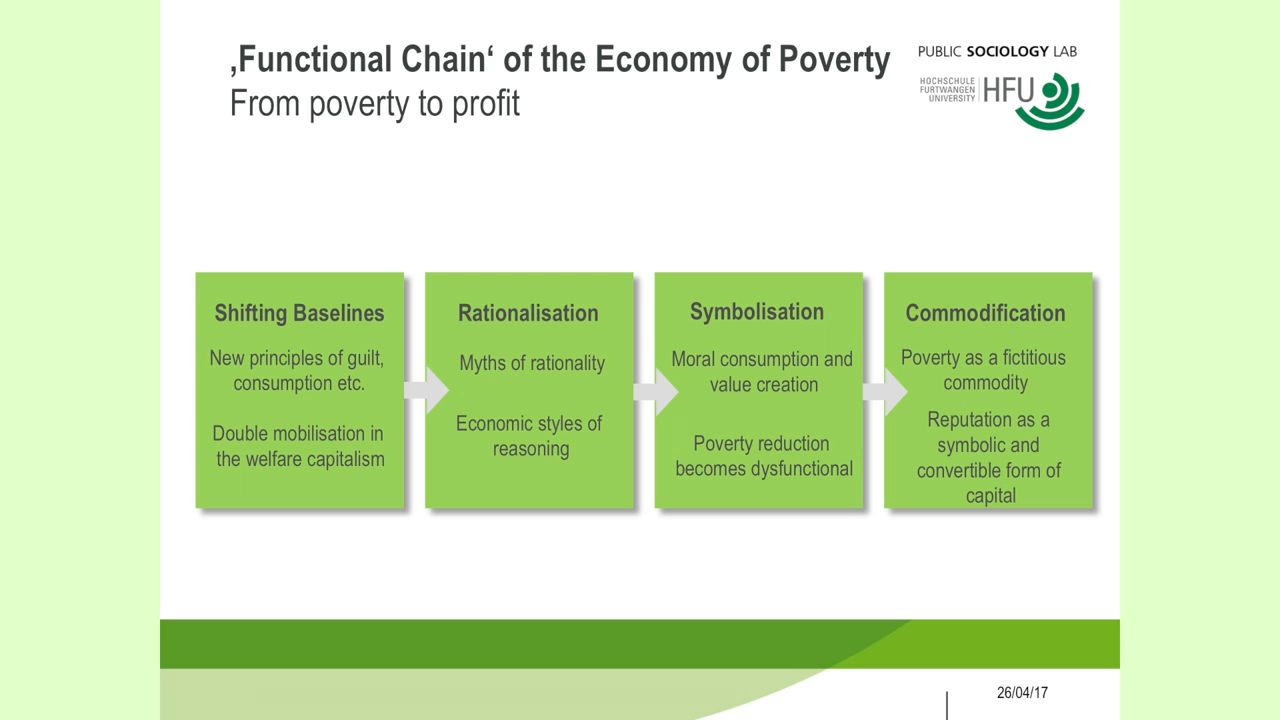 ‚Functional Chain‘ of the Economy of Poverty
From poverty to profit
PUBLIC SOCIOLOGY LAB
HOCHSCHULE
FURTWANGEN
UNIVERSITY
HFU
Shifting Baselines
New principles of guilt,
consumption etc.
Double mobilisation in
the welfare capitalism
Rationalisation
Myths of rationality
Economic styles of
reasoning
Symbolisation
Moral consumption and
value creation
Poverty reduction
becomes dysfunctional
Commodification
Poverty as a fictitious
commodity
Reputation as a
symbolic and
convertible form of
capital
26/04/17